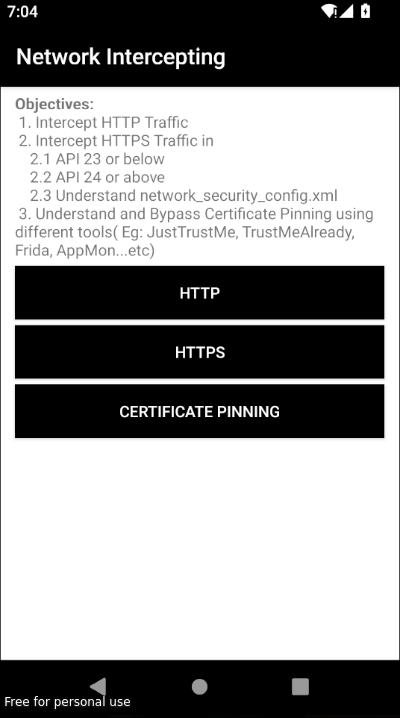 7:04
Network Intercepting
Objectives:
1. Intercept HTTP Traffic
2. Intercept HTTPS Traffic in
2.1 API 23 or below
2.2 API 24 or above
2.3 Understand network_security_config.xml
3. Understand and Bypass Certificate Pinning using
different tools( Eg: JustTrustMe, TrustMeAlready,
Frida, AppMon...etc)
HTTP
HTTPS
CERTIFICATE PINNING
Free for personal use